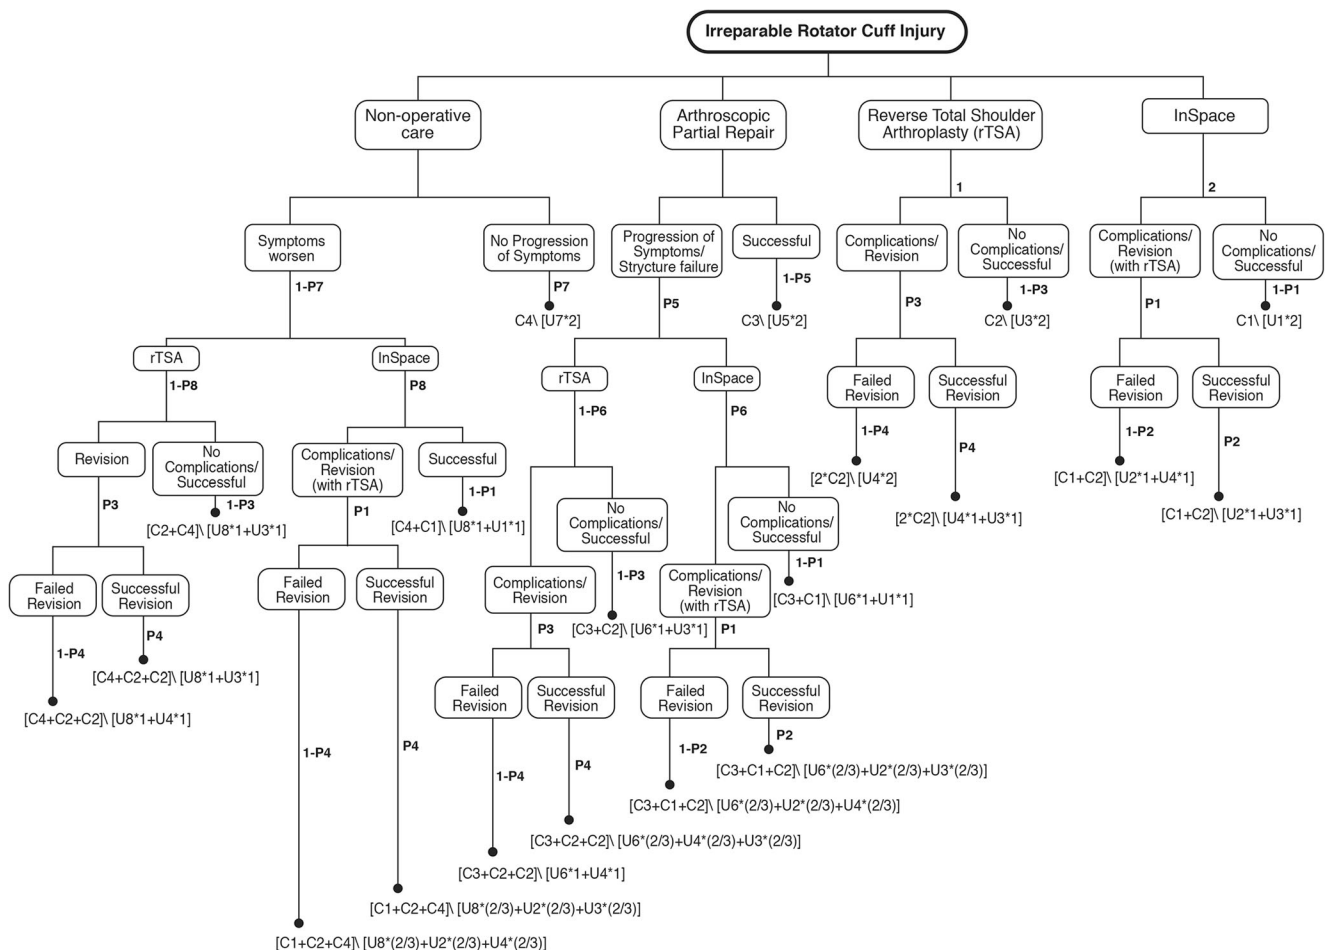 Irreparable Rotator Cuff Injury
Non-operative
care
Arthroscopic
Partial Repair
Reverse Total Shoulder
Arthroplasty (rTSA)
InSpace
1
2
Symptoms
worsen
No Progression
of Symptoms
Progression of
Symptoms/
Strycture failure
Successful
Complications/
Revision
No
Complications/
Successful
Complications/
Revision
(with rTSA)
No
Complications/
Successful
1-P7
P7
P5
1-P5
P3
1-P3
P1
1-P1
C4\ [U7*2]
C3\ [U5*2]
C2\ [U3*2]
C1\ [U1*2]
rTSA
InSpace
rTSA
InSpace
Failed
Revision
Successful
Revision
Failed
Revision
Successful
Revision
1-P8
P8
1-P6
P6
1-P4
P4
1-P2
P2
[2*C2]\ [U4*2]
[2*C2]\ [U4*1+U3*1]
[C1+C2]\ [U2*1+U4*1]
[C1+C2]\ [U2*1+U3*1]
Revision
No
Complications/
Successful
Complications/
Revision
(with rTSA)
Successful
P3
1-P3
P1
1-P1
[C2+C4]\ [U8*1+U3*1]
[C4+C1]\ [U8*1+U1*1]
No
Complications/
Successful
No
Complications/
Successful
1-P3
1-P1
Failed
Revision
Successful
Revision
Failed
Revision
Successful
Revision
Complications/
Revision
Complications/
Revision
(with rTSA)
[C3+C1]\ [U6*1+U1*1]
[C3+C2]\ [U6*1+U3*1]
1-P4
P4
P3
P1
[C4+C2+C2]\ [U8*1+U3*1]
[C4+C2+C2]\ [U8*1+U4*1]
Failed
Revision
Successful
Revision
Failed
Revision
Successful
Revision
1-P4
P4
1-P4
P4
1-P2
P2
[C3+C1+C2]\ [U6*(2/3)+U2*(2/3)+U3*(2/3)]
[C3+C1+C2]\ [U6*(2/3)+U2*(2/3)+U4*(2/3)]
[C3+C2+C2]\ [U6*(2/3)+U4*(2/3)+U3*(2/3)]
[C3+C2+C2]\ [U6*1+U4*1]
[C1+C2+C4]\ [U8*(2/3)+U2*(2/3)+U3*(2/3)]
[C1+C2+C4]\ [U8*(2/3)+U2*(2/3)+U4*(2/3)]